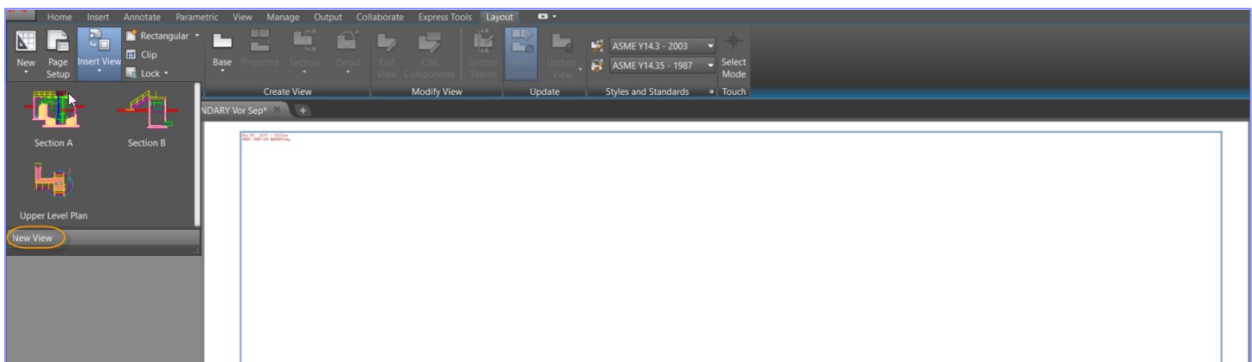 Home Insert Annotate Parametric View Manage Output Collaborate Express Tools Layout
New
Page Setup
Insert View
Rectangular
Clip
Lock
Base
Projected
Section
Detail
Edit View
Edit Components
Symbol Sketch
Update
Update View
ASME Y14.3 - 2003
ASME Y14.35 - 1987
Select Mode
Create View
Modify View
Update
Styles and Standards
Touch
NDARY Vor Sep*
Section A
Section B
Upper Level Plan
New View